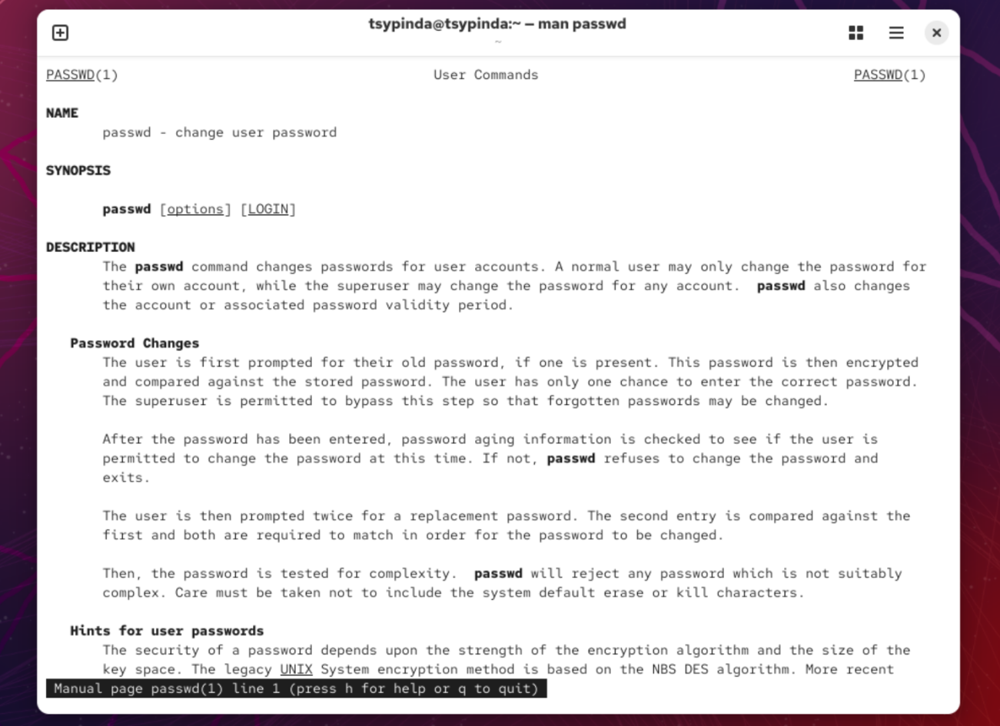 tsypinda@tsypinda:~ — man passwd
~
PASSWD(1) User Commands PASSWD(1)
NAME
passwd - change user password
SYNOPSIS
passwd [options] [LOGIN]
DESCRIPTION
The passwd command changes passwords for user accounts. A normal user may only change the password for
their own account, while the superuser may change the password for any account.  passwd also changes
the account or associated password validity period.
Password Changes
The user is first prompted for their old password, if one is present. This password is then encrypted
and compared against the stored password. The user has only one chance to enter the correct password.
The superuser is permitted to bypass this step so that forgotten passwords may be changed.
After the password has been entered, password aging information is checked to see if the user is
permitted to change the password at this time. If not, passwd refuses to change the password and
exits.
The user is then prompted twice for a replacement password. The second entry is compared against the
first and both are required to match in order for the password to be changed.
Then, the password is tested for complexity.  passwd will reject any password which is not suitably
complex. Care must be taken not to include the system default erase or kill characters.
Hints for user passwords
The security of a password depends upon the strength of the encryption algorithm and the size of the
key space. The legacy UNIX System encryption method is based on the NBS DES algorithm. More recent
Manual page passwd(1) line 1 (press h for help or q to quit)